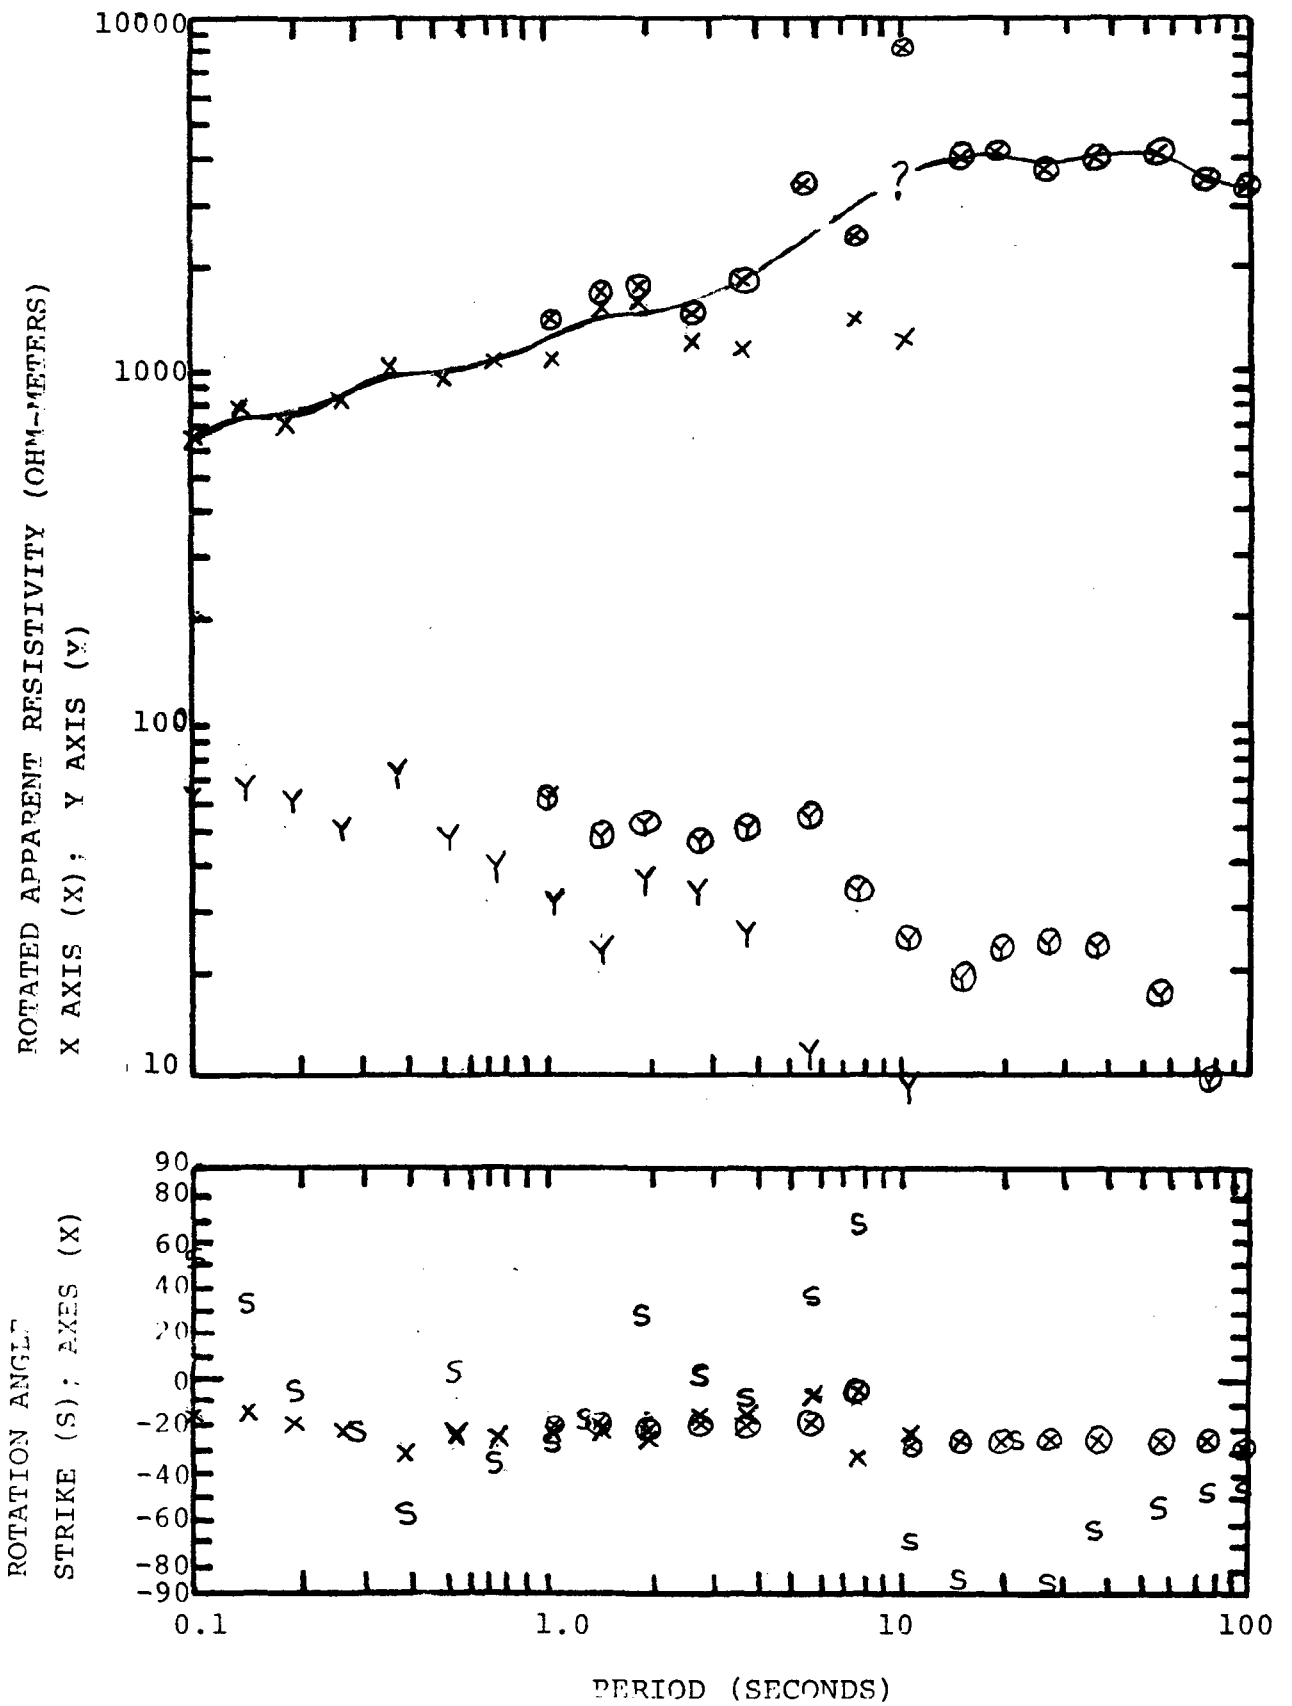 10000
1000
100
10
ROTATED APPARENT RESISTIVITY (OHM-METERS)
X AXIS (X); Y AXIS (Y)
?
90
80
60
40
20
0
-20
-40
-60
-80
-90
ROTATION ANGLE
STRIKE (S); AXES (X)
0.1 1.0 10 100
PERIOD (SECONDS)